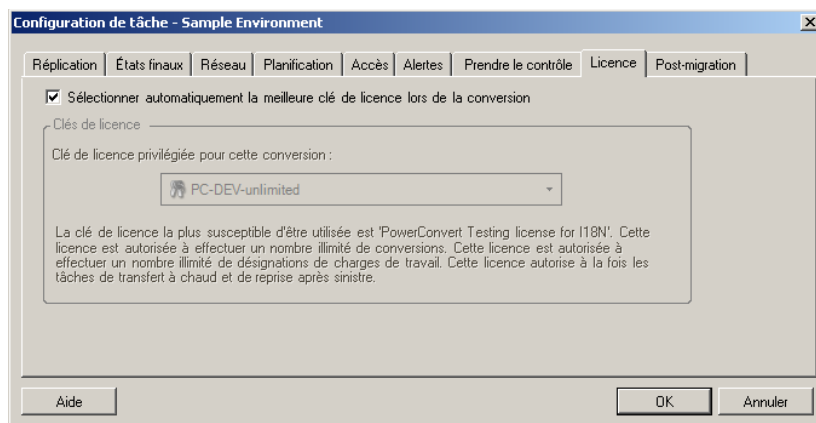 Configuration de tâche - Sample Environment
Réplication États finaux Réseau Planification Accès Alertes Prendre le contrôle Licence Post-migration
Sélectionner automatiquement la meilleure clé de licence lors de la conversion
Clés de licence
Clé de licence privilégiée pour cette conversion :
PC-DEV-unlimited
La clé de licence la plus susceptible d'être utilisée est 'PowerConvert Testing license for I18N'. Cette
licence est autorisée à effectuer un nombre illimité de conversions. Cette licence est autorisée à
effectuer un nombre illimité de désignations de charges de travail. Cette licence autorise à la fois les
tâches de transfert à chaud et de reprise après sinistre.
Aide OK Annuler